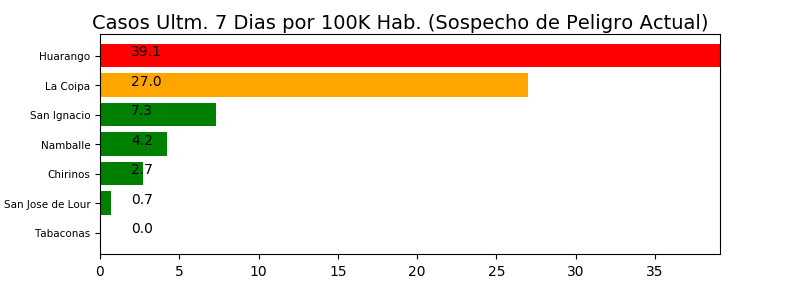 Casos Ultm. 7 Dias por 100K Hab. (Sospecho de Peligro Actual)
Huarango 39.1
La Coipa 27.0
San Ignacio 7.3
Namballe 4.2
Chirinos 2.7
San Jose de Lour 0.7
Tabaconas 0.0
0 5 10 15 20 25 30 35